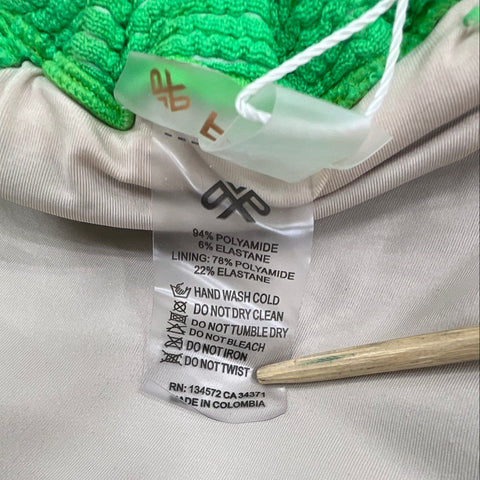 94% POLYAMIDE
6% ELASTANE
LINING: 78% POLYAMIDE
22% ELASTANE
HAND WASH COLD
DO NOT DRY CLEAN
DO NOT TUMBLE DRY
DO NOT BLEACH
DO NOT IRON
DO NOT TWIST
RN: 134572 CA 34371
MADE IN COLOMBIA